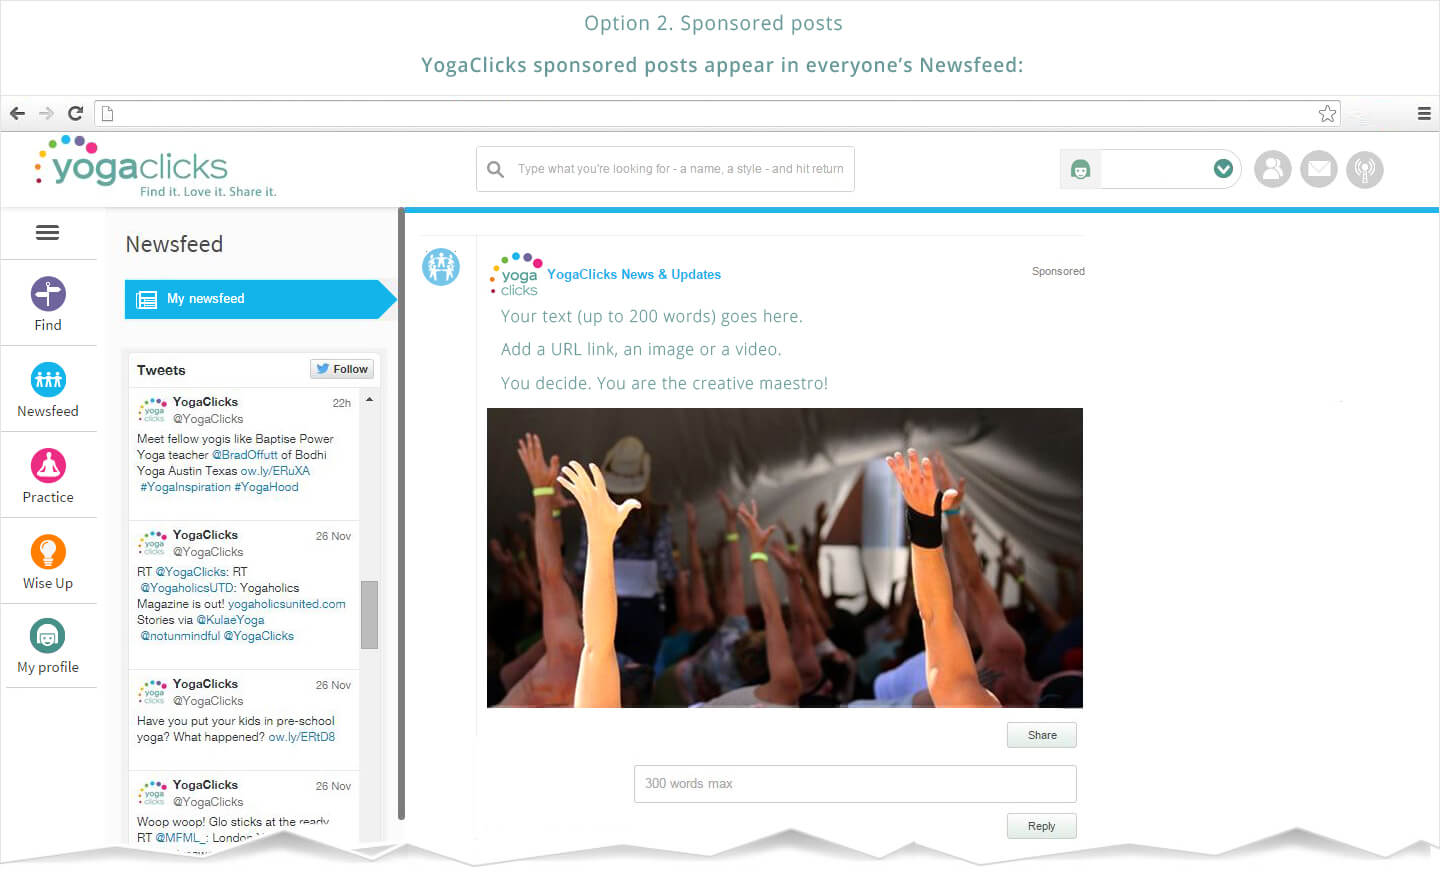 Option 2. Sponsored posts
YogaClicks sponsored posts appear in everyone's Newsfeed:
yogaclicks
Find it. Love it. Share it.
Type what you're looking for - a name, a style - and hit return
Find
Newsfeed
Practice
Wise Up
My profile
Newsfeed
My newsfeed
Tweets
Follow
YogaClicks 22h
@YogaClicks
Meet fellow yogis like Baptise Power
Yoga teacher @BradOffutt of Bodhi
Yoga Austin Texas ow.ly/ERuXA
#YogaInspiration #YogaHood
YogaClicks 26 Nov
@YogaClicks
RT @YogaClicks: RT
@YogaholicsUTD: Yogaholics
Magazine is out! yogaholicsunited.com
Stories via @KulaeYoga
@notunmindful @YogaClicks
YogaClicks 26 Nov
@YogaClicks
Have you put your kids in pre-school
yoga? What happened? ow.ly/ERtD8
YogaClicks 26 Nov
@YogaClicks
Woop woop! Glo sticks at the ready
RT @MFML_: London
yoga
clicks
YogaClicks News & Updates
Sponsored
Your text (up to 200 words) goes here.
Add a URL link, an image or a video.
You decide. You are the creative maestro!
Share
300 words max
Reply